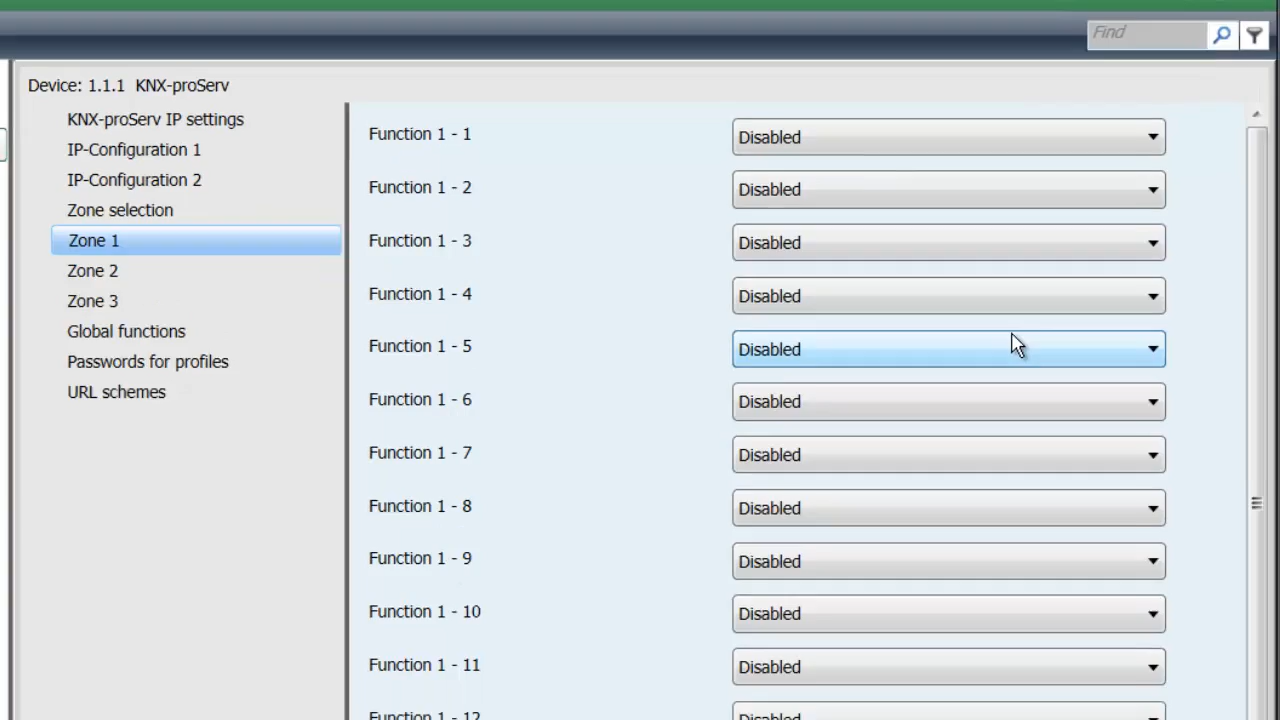 Find
Device: 1.1.1 KNX-proServ
KNX-proServ IP settings
IP-Configuration 1
IP-Configuration 2
Zone selection
Zone 1
Zone 2
Zone 3
Global functions
Passwords for profiles
URL schemes
Function 1 - 1 Disabled
Function 1 - 2 Disabled
Function 1 - 3 Disabled
Function 1 - 4 Disabled
Function 1 - 5 Disabled
Function 1 - 6 Disabled
Function 1 - 7 Disabled
Function 1 - 8 Disabled
Function 1 - 9 Disabled
Function 1 - 10 Disabled
Function 1 - 11 Disabled
Function 1 - 12 Disabled